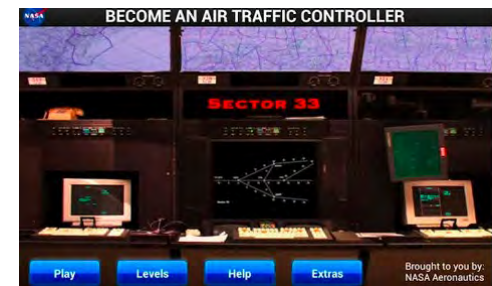 NASA
BECOME AN AIR TRAFFIC CONTROLLER
SECTOR 33
Play
Levels
Help
Extras
Brought to you by:
NASA Aeronautics